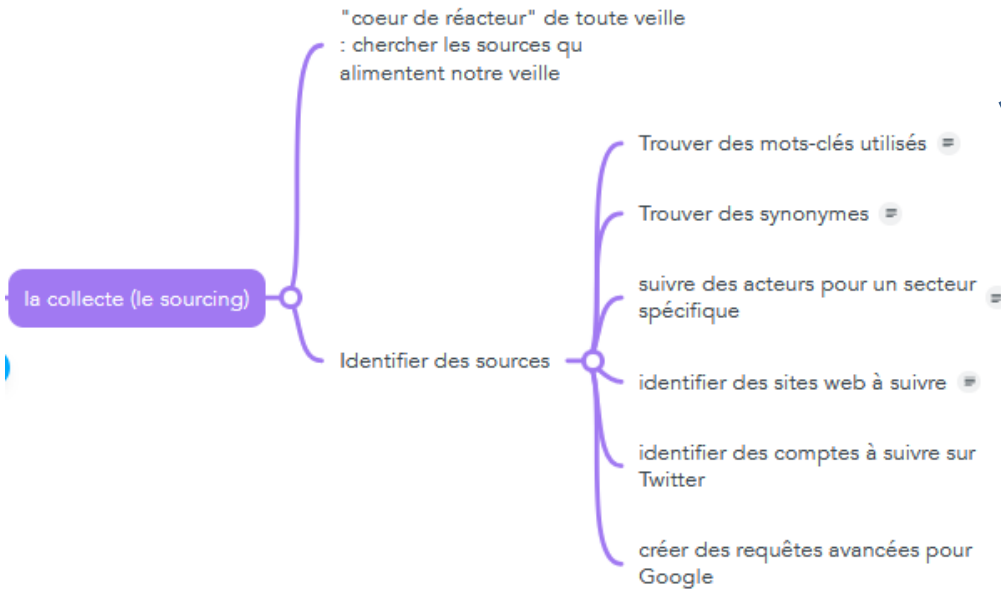 "coeur de réacteur" de toute veille
: chercher les sources qu
alimentent notre veille
Trouver des mots-clés utilisés
Trouver des synonymes
la collecte (le sourcing)
suivre des acteurs pour un secteur
spécifique
Identifier des sources
identifier des sites web à suivre
identifier des comptes à suivre sur
Twitter
créer des requêtes avancées pour
Google